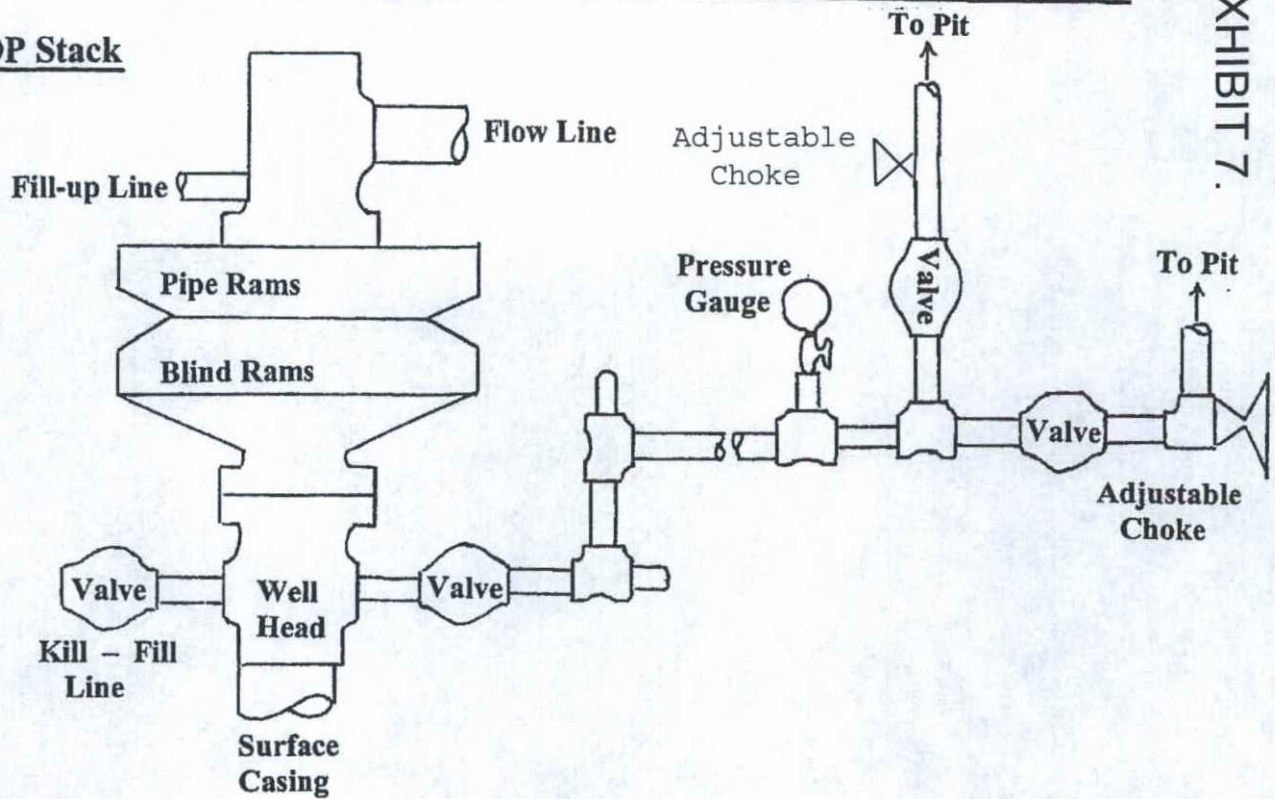 XHIBIT 7.
OP Stack
To Pit
Flow Line
Adjustable
Choke
Fill-up Line
Pipe Rams
Pressure
Gauge
Valve
To Pit
Blind Rams
Valve
Adjustable
Choke
Valve
Well
Head
Valve
Kill – Fill
Line
Surface
Casing